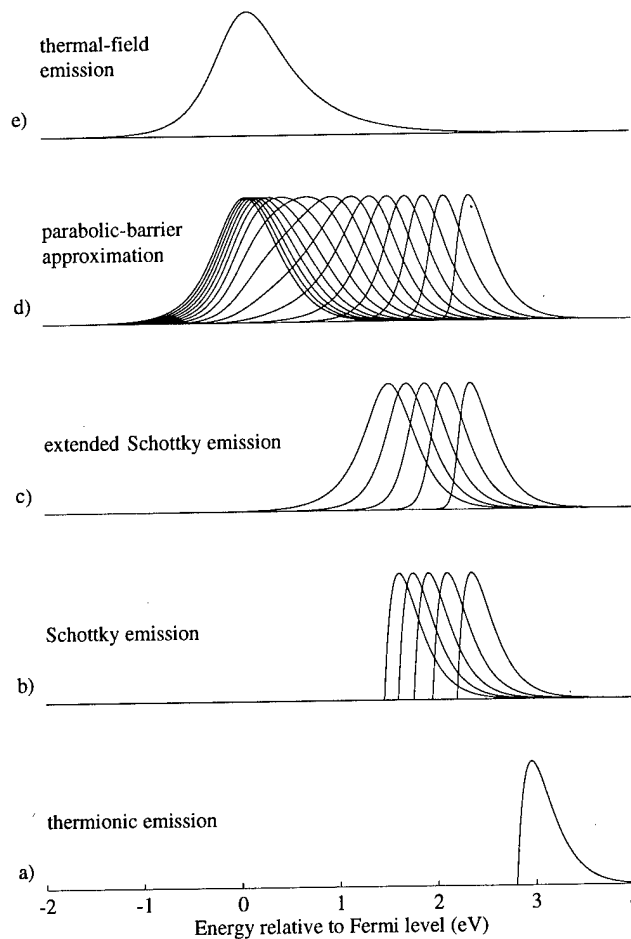 thermal-field
emission
e)
parabolic-barrier
approximation
d)
extended Schottky emission
c)
Schottky emission
b)
thermionic emission
a)
-2 -1 0 1 2 3
Energy relative to Fermi level (eV)